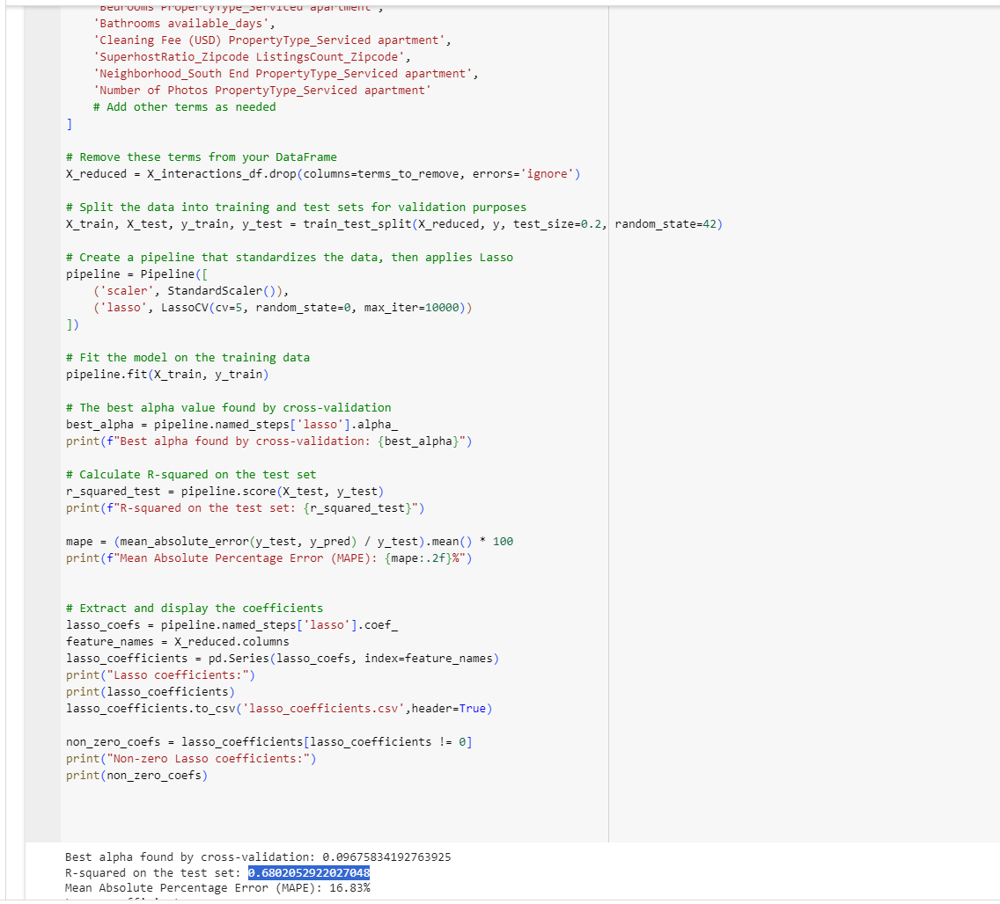 'Bedrooms PropertyType_Serviced apartment',
'Bathrooms available_days',
'Cleaning Fee (USD) PropertyType_Serviced apartment',
'SuperhostRatio_Zipcode ListingsCount_Zipcode',
'Neighborhood_South End PropertyType_Serviced apartment',
'Number of Photos PropertyType_Serviced apartment'
# Add other terms as needed
]
# Remove these terms from your DataFrame
X_reduced = X_interactions_df.drop(columns=terms_to_remove, errors='ignore')
# Split the data into training and test sets for validation purposes
X_train, X_test, y_train, y_test = train_test_split(X_reduced, y, test_size=0.2, random_state=42)
# Create a pipeline that standardizes the data, then applies Lasso
pipeline = Pipeline([
('scaler', StandardScaler()),
('lasso', LassoCV(cv=5, random_state=0, max_iter=10000))
])
# Fit the model on the training data
pipeline.fit(X_train, y_train)
# The best alpha value found by cross-validation
best_alpha = pipeline.named_steps['lasso'].alpha_
print(f"Best alpha found by cross-validation: {best_alpha}")
# Calculate R-squared on the test set
r_squared_test = pipeline.score(X_test, y_test)
print(f"R-squared on the test set: {r_squared_test}")
mape = (mean_absolute_error(y_test, y_pred) / y_test).mean() * 100
print(f"Mean Absolute Percentage Error (MAPE): {mape:.2f}%")
# Extract and display the coefficients
lasso_coefs = pipeline.named_steps['lasso'].coef_
feature_names = X_reduced.columns
lasso_coefficients = pd.Series(lasso_coefs, index=feature_names)
print("Lasso coefficients:")
print(lasso_coefficients)
lasso_coefficients.to_csv('lasso_coefficients.csv',header=True)
non_zero_coefs = lasso_coefficients[lasso_coefficients != 0]
print("Non-zero Lasso coefficients:")
print(non_zero_coefs)
Best alpha found by cross-validation: 0.09675834192763925
R-squared on the test set: 0.6802052922027048
Mean Absolute Percentage Error (MAPE): 16.83%